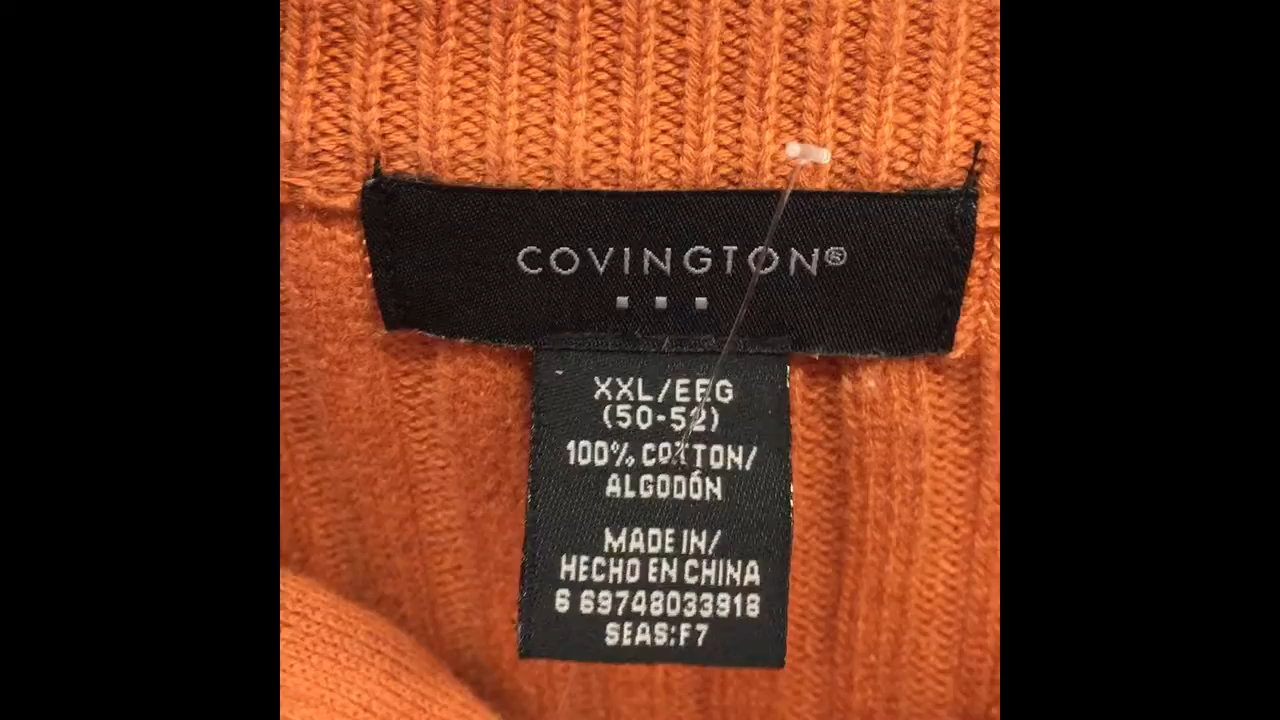 COVINGTON®
XXL/EEG
(50-52)
100% COTTON/
ALGODÓN
MADE IN/
HECHO EN CHINA
6 69748033918
SEAS:F7